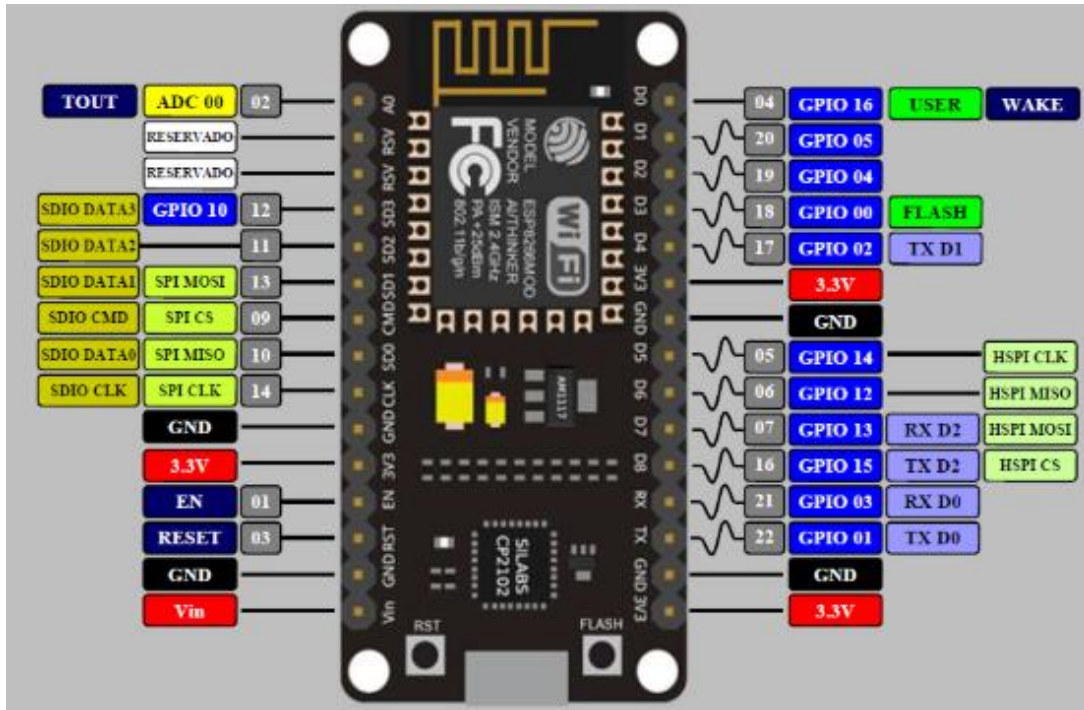 TOUT ADC 00 02 A0 D0 04 GPIO 16 USER WAKE
RESERVADO RSV D1 20 GPIO 05
RESERVADO RSV D2 19 GPIO 04
SDIO DATA3 GPIO 10 12 SD3 D3 18 GPIO 00 FLASH
SDIO DATA2 11 SD2 D4 17 GPIO 02 TX D1
SDIO DATA1 SPI MOSI 13 SD1 3V3 3.3V
SDIO CMD SPI CS 09 CMD GND GND
SDIO DATA0 SPI MISO 10 SD0 D5 05 GPIO 14 HSPI CLK
SDIO CLK SPI CLK 14 CLK D6 06 GPIO 12 HSPI MISO
GND GND D7 07 GPIO 13 RX D2 HSPI MOSI
3.3V 3V3 D8 16 GPIO 15 TX D2 HSPI CS
EN 01 EN RX 21 GPIO 03 RX D0
RESET 03 RST TX 22 GPIO 01 TX D0
GND GND GND GND
Vin Vin 3V3 3.3V
MODEL ESP8266MOD
VENDOR AI/THINKER
ISM 2.4GHz
PA +25dBm
802.11b/g/n
FC
Wi Fi
AM1117
SILABS
CP2102
RST
FLASH